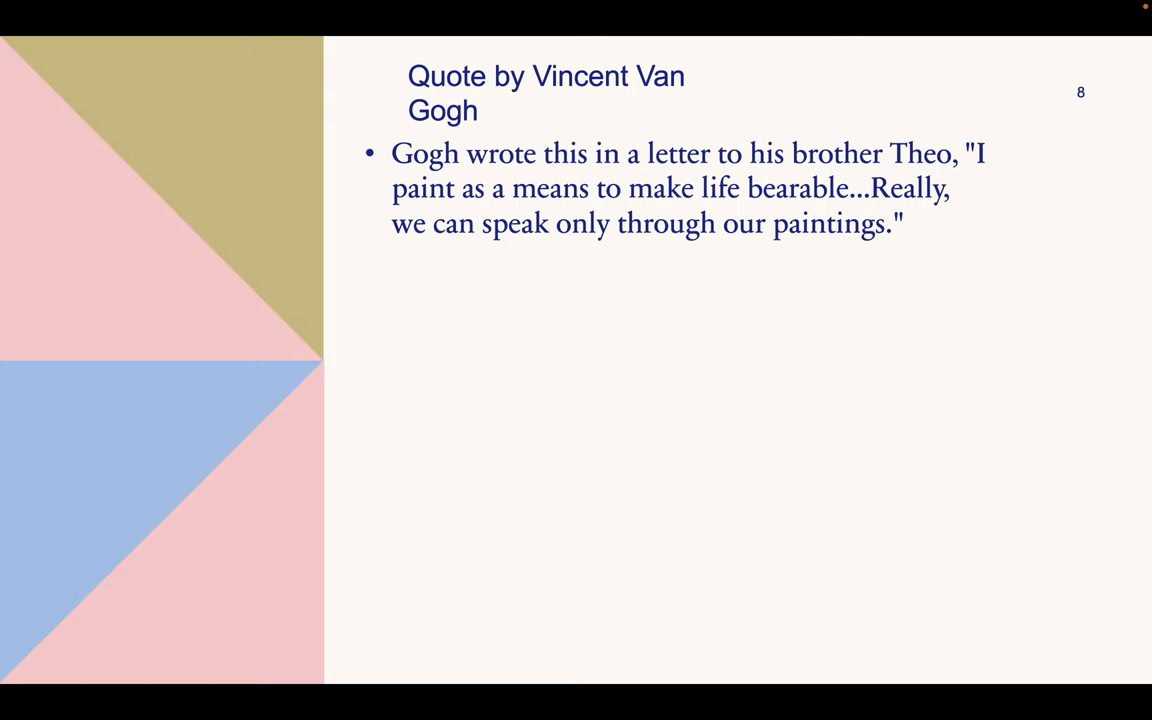 Quote by Vincent Van
Gogh
8
• Gogh wrote this in a letter to his brother Theo, "I
paint as a means to make life bearable...Really,
we can speak only through our paintings."